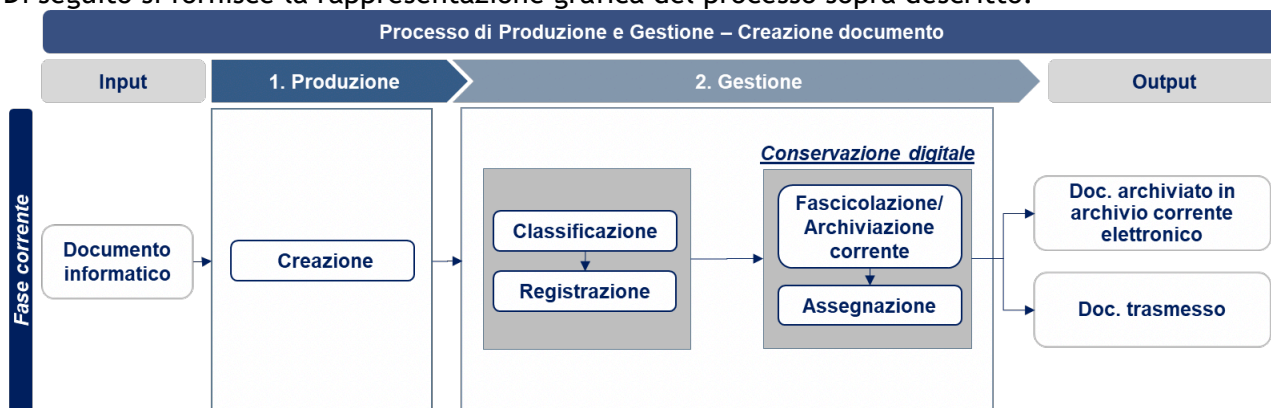 Di seguito si fornisce la rappresentazione grafica del processo sopra descritto.
Processo di Produzione e Gestione – Creazione documento
Input
1. Produzione
2. Gestione
Output
Fase corrente
Documento
informatico
Creazione
Classificazione
Registrazione
Conservazione digitale
Fascicolazione/
Archiviazione
corrente
Assegnazione
Doc. archiviato in
archivio corrente
elettronico
Doc. trasmesso